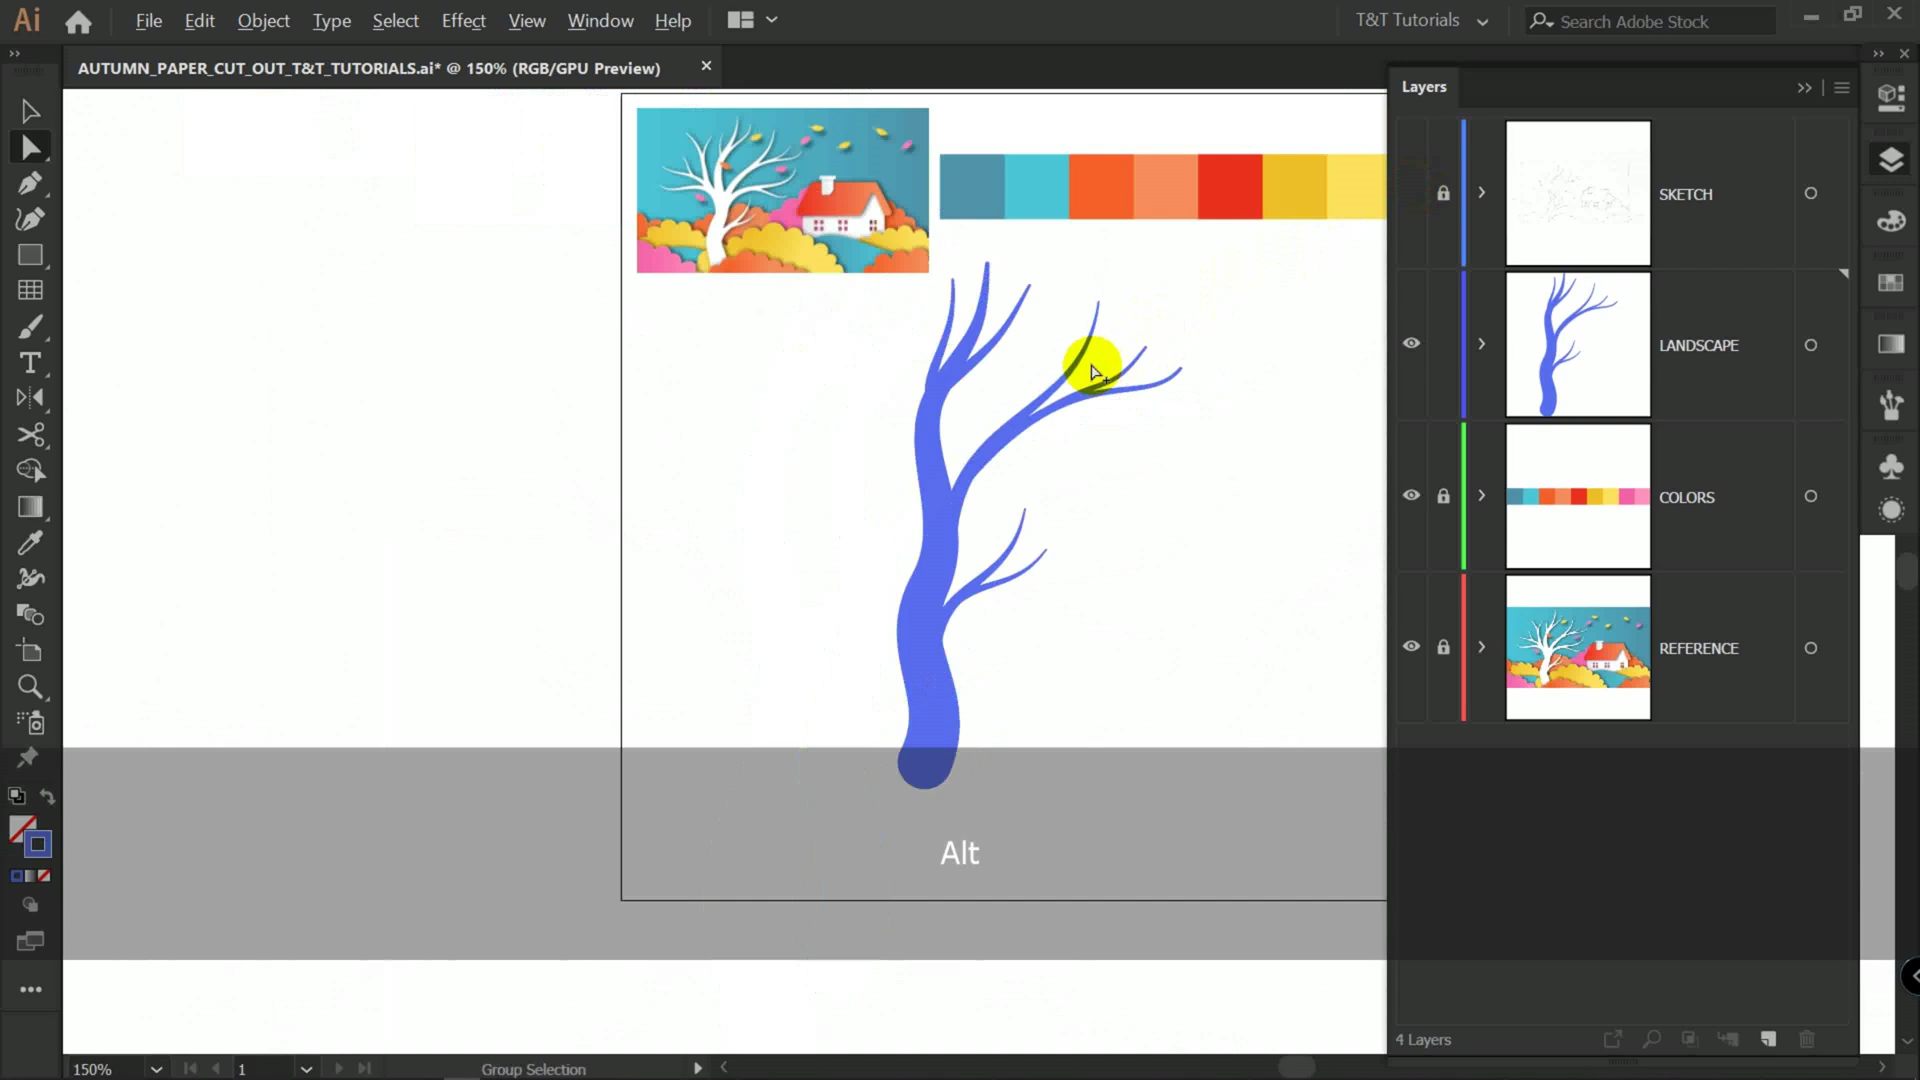 Ai File Edit Object Type Select Effect View Window Help T&T Tutorials Search Adobe Stock
AUTUMN_PAPER_CUT_OUT_T&T_TUTORIALS.ai* @ 150% (RGB/GPU Preview)
Layers
SKETCH
LANDSCAPE
COLORS
REFERENCE
Alt
4 Layers
150% 1 Group Selection